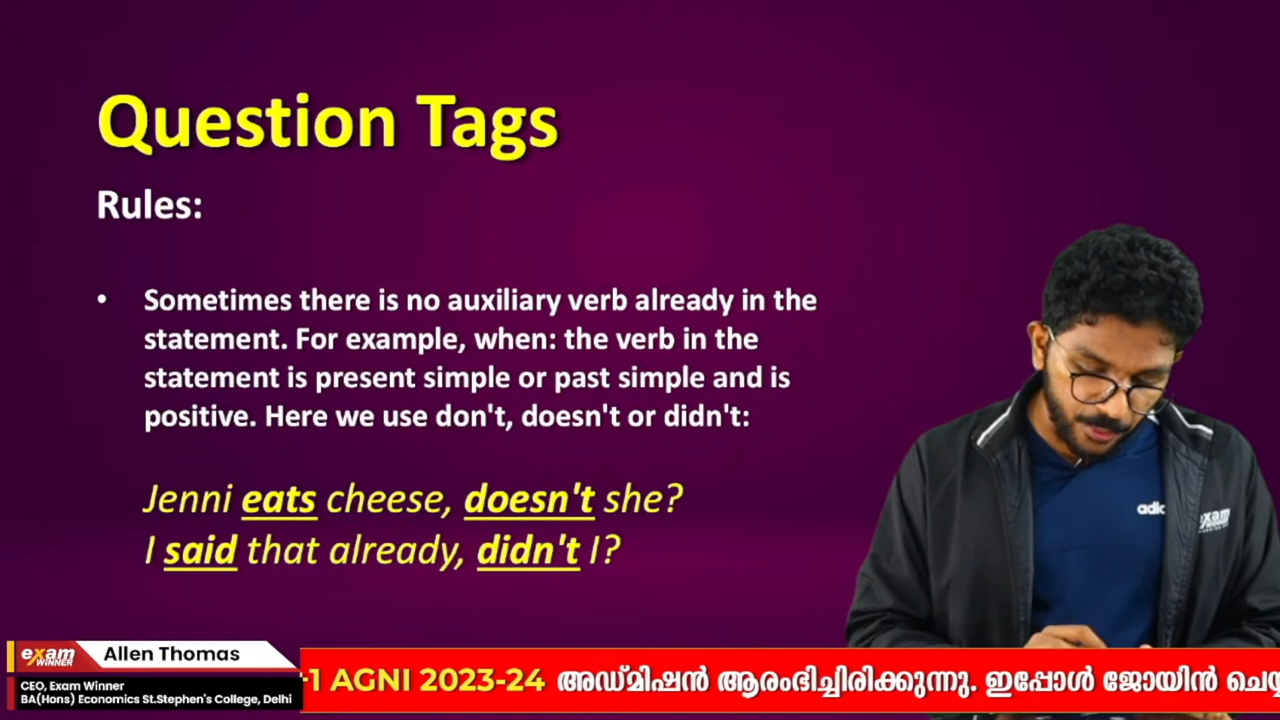 Question Tags
Rules:
• Sometimes there is no auxiliary verb already in the
statement. For example, when: the verb in the
statement is present simple or past simple and is
positive. Here we use don't, doesn't or didn't:
Jenni eats cheese, doesn't she?
I said that already, didn't I?
exam
WINNER
exam
WINNER
Allen Thomas
CEO, Exam Winner
BA(Hons) Economics St.Stephen's College, Delhi
-1 AGNI 2023-24 അഡ്മിഷൻ ആരംഭിച്ചിരിക്കുന്നു. ഇപ്പോൾ ജോയിൻ